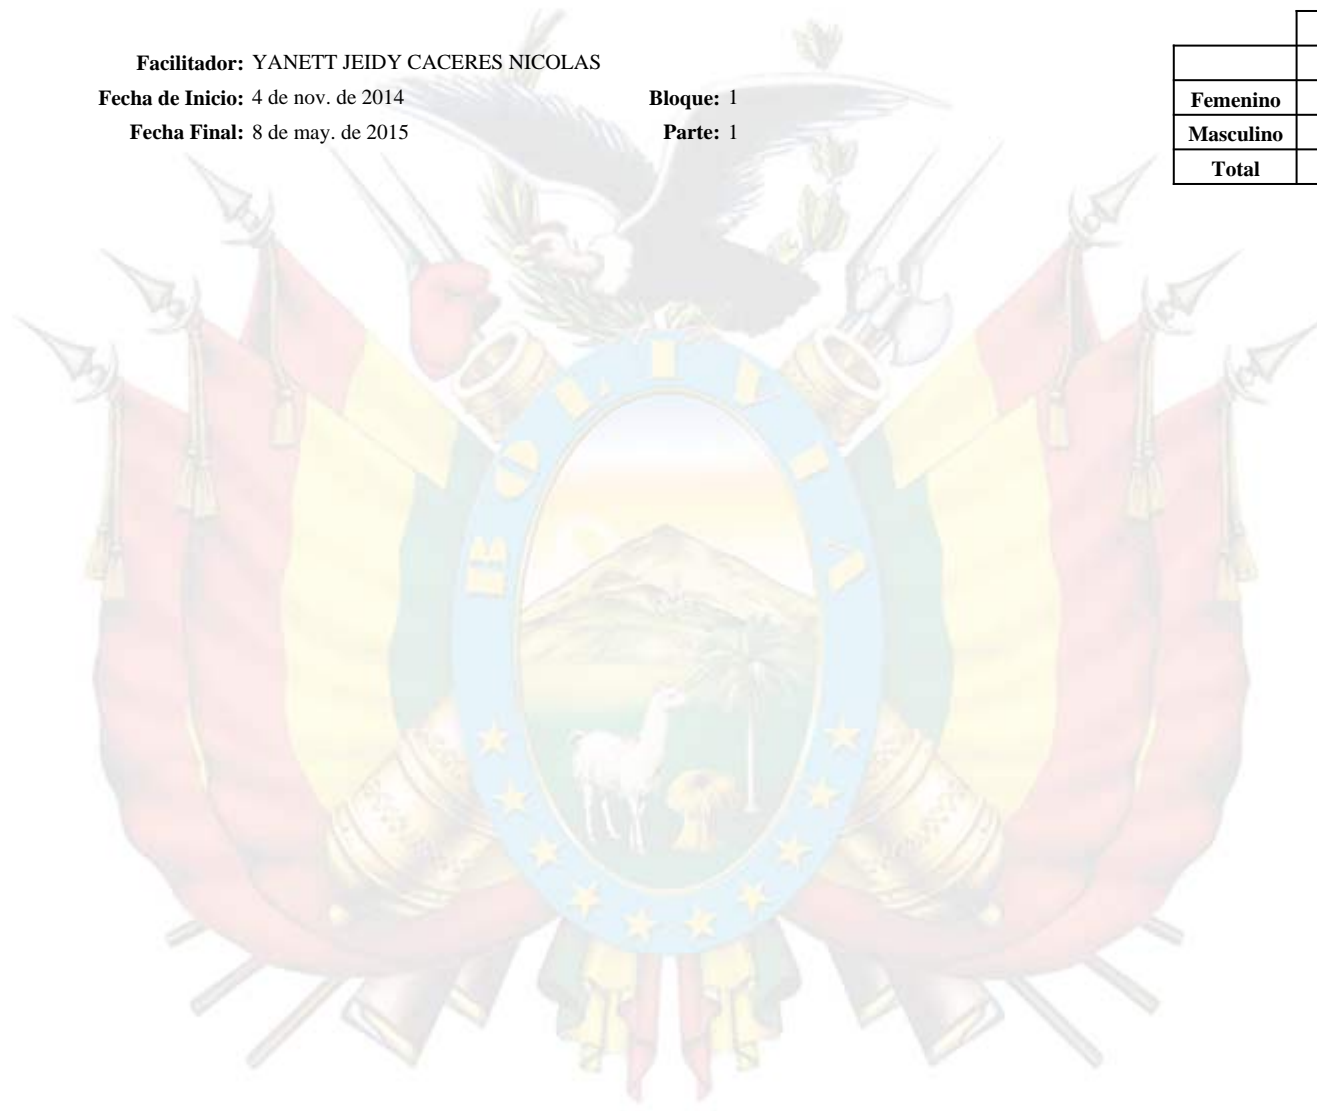 Facilitador: YANETT JEIDY CACERES NICOLAS
Fecha de Inicio: 4 de nov. de 2014 Bloque: 1
Fecha Final: 8 de may. de 2015 Parte: 1
Femenino
Masculino
Total
BOLIVIA